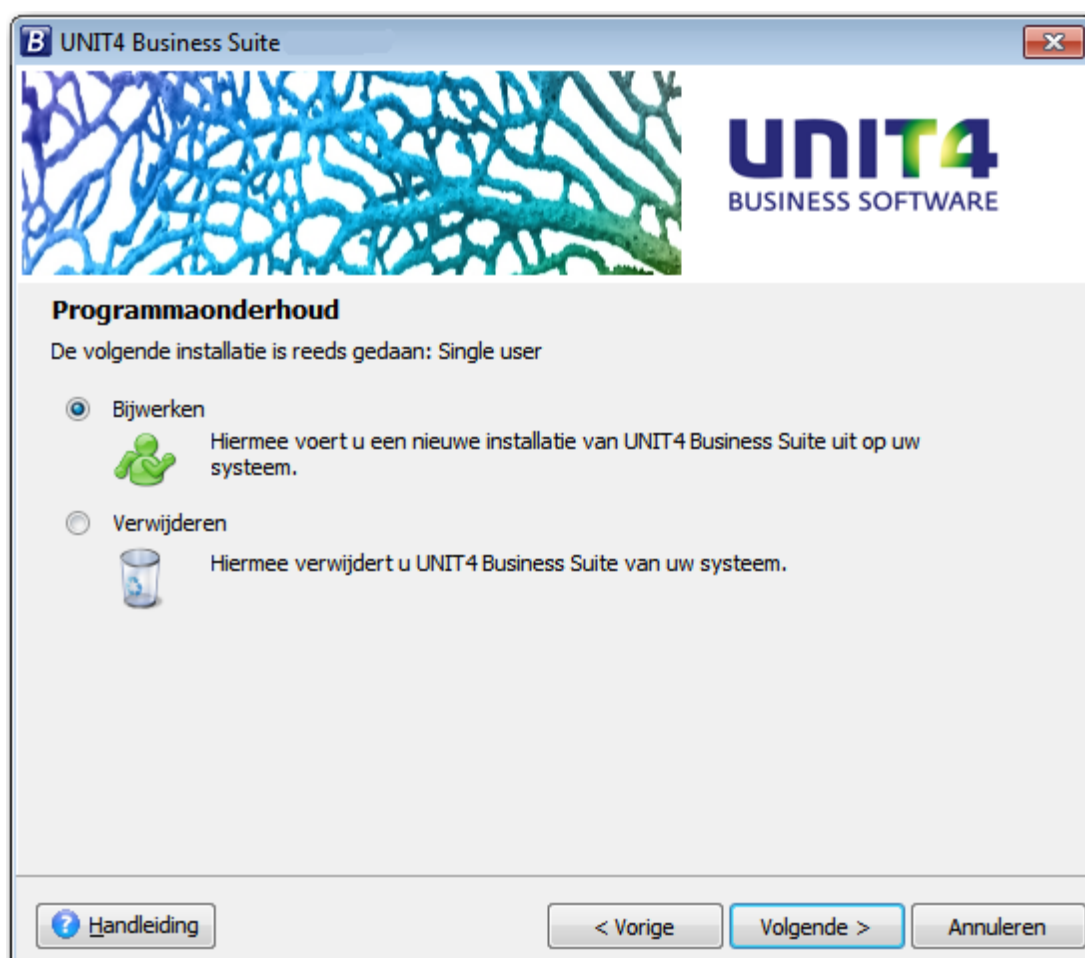 B UNIT4 Business Suite
UNIT4
BUSINESS SOFTWARE
Programmaonderhoud
De volgende installatie is reeds gedaan: Single user
Bijwerken
Hiermee voert u een nieuwe installatie van UNIT4 Business Suite uit op uw
systeem.
Verwijderen
Hiermee verwijdert u UNIT4 Business Suite van uw systeem.
? Handleiding
< Vorige
Volgende >
Annuleren